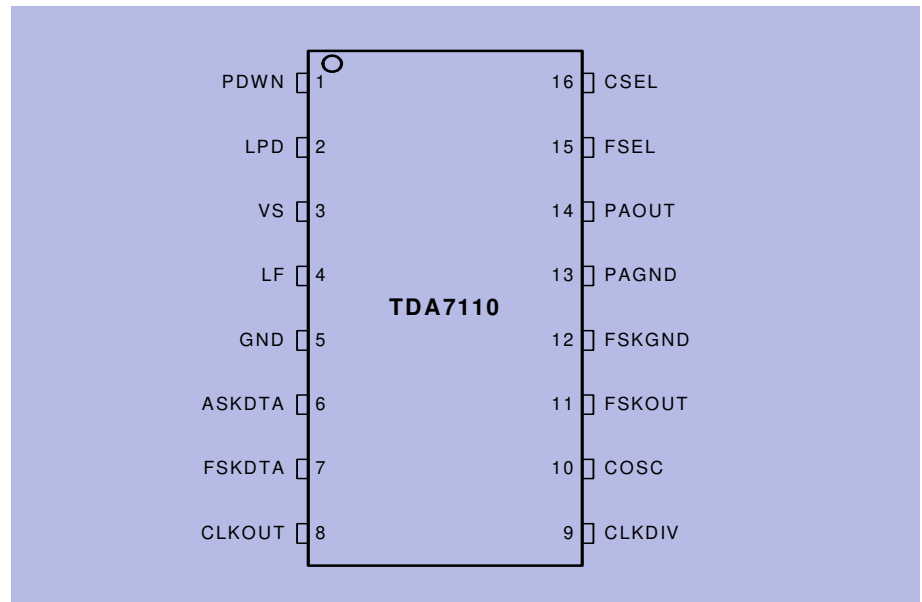 PDWN 1 16 CSEL
LPD 2 15 FSEL
VS 3 14 PAOUT
LF 4 13 PAGND
TDA7110
GND 5 12 FSKGND
ASKDTA 6 11 FSKOUT
FSKDTA 7 10 COSC
CLKOUT 8 9 CLKDIV